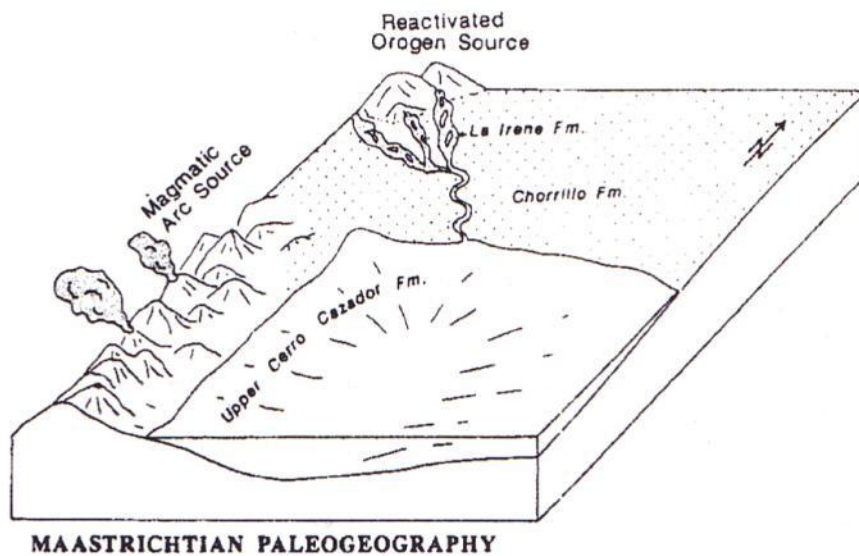 Reactivated
Orogen Source
La Irene Fm.
Magmatic
Arc Source
Chorrillo Fm.
Upper Cerro Cazador Fm.
N
MAASTRICHTIAN PALEOGEOGRAPHY